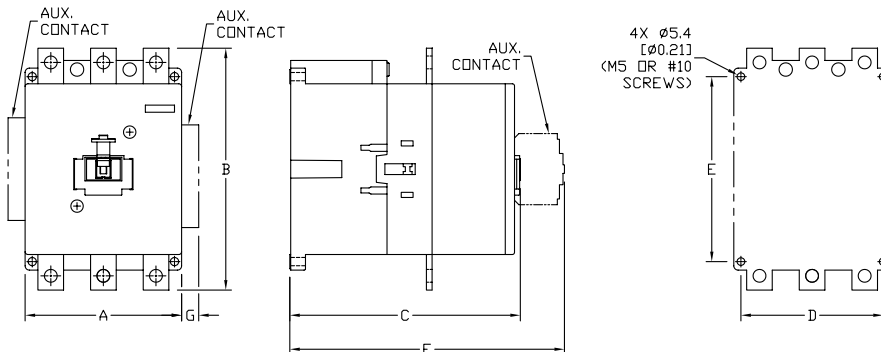 AUX.
CONTACT
AUX.
CONTACT
B
A
G
AUX.
CONTACT
C
F
4X Ø5.4
[Ø0.21]
(M5 OR #10
SCREWS)
E
D